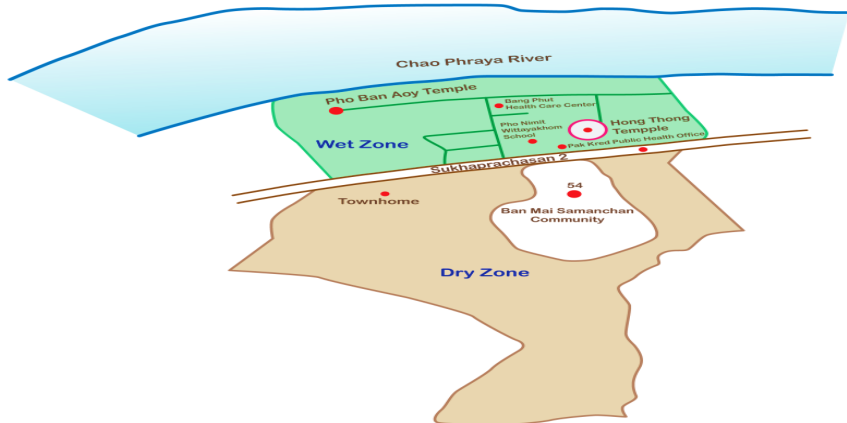 Chao Phraya River
Pho Ban Aoy Temple
Bang Phut
Health Care Center
Pho Nimit
Wittayakhom
School
Hong Thong
Tempple
Wet Zone
Pak Kred Public Health Office
Sukhaprachasan 2
Townhome
54
Ban Mai Samanchan
Community
Dry Zone